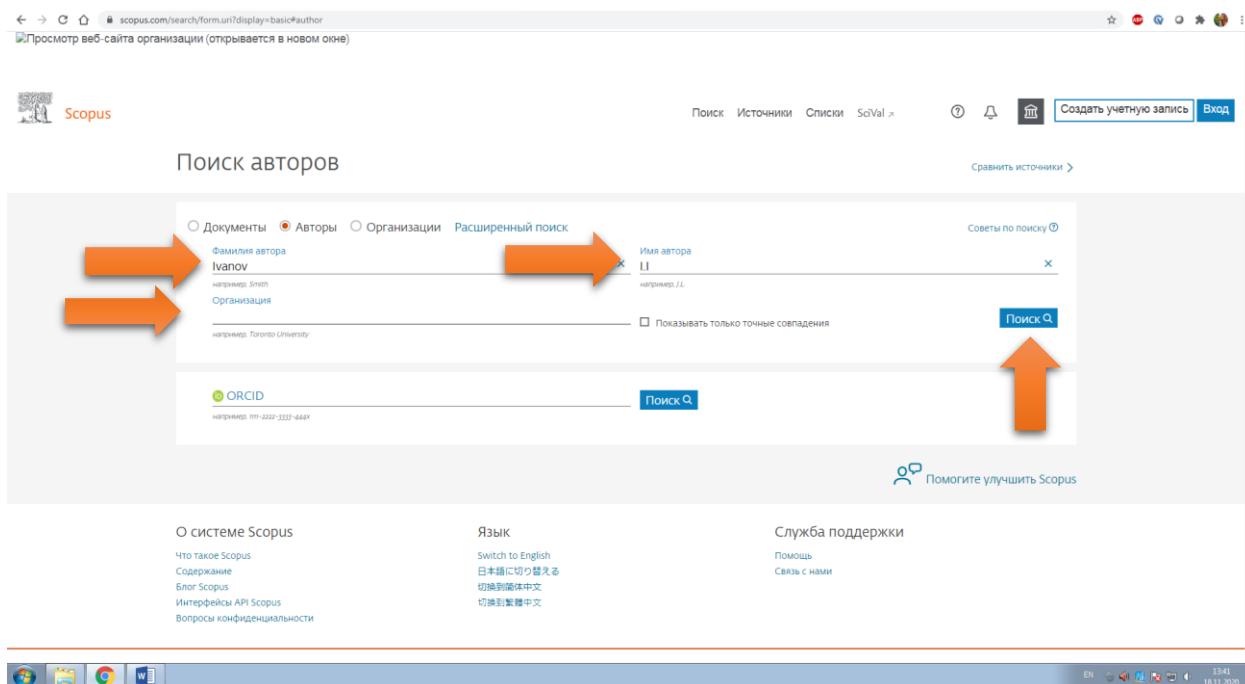 scopus.com/search/form.uri?display=basic#author
Просмотр веб-сайта организации (открывается в новом окне)
Scopus
Поиск Источники Списки SciVal ↗
Создать учетную запись Вход
Поиск авторов
Сравнить источники >
Документы Авторы Организации Расширенный поиск
Советы по поиску
Фамилия автора
Ivanov
например, Smith
Имя автора
I.I
например, J.L.
Организация
например, Toronto University
Показывать только точные совпадения
Поиск
ORCID
Поиск
Помогите улучшить Scopus
О системе Scopus
Что такое Scopus
Содержание
Блог Scopus
Интерфейсы API Scopus
Вопросы конфиденциальности
Язык
Switch to English
日本語に切り替える
切换到简体中文
切換到繁體中文
Служба поддержки
Помощь
Связь с нами
EN
13:41
18.11.2020